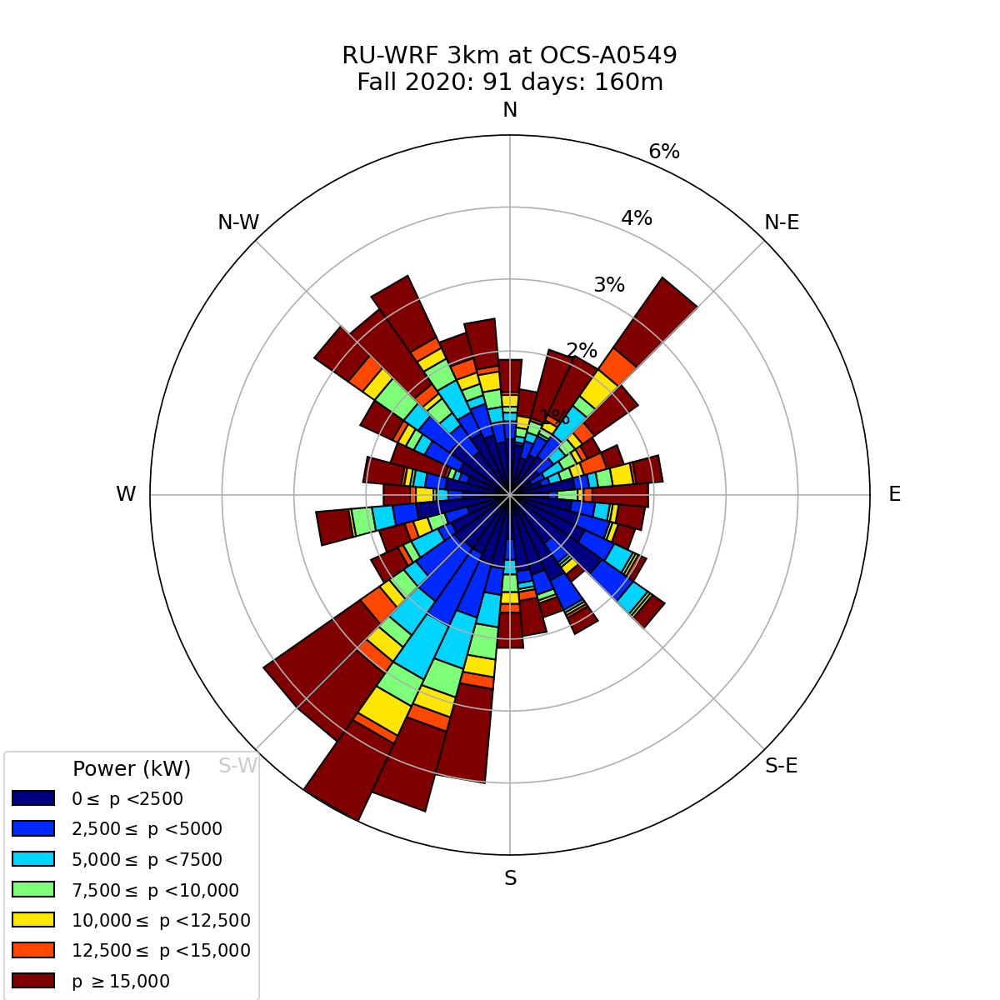 RU-WRF 3km at OCS-A0549
Fall 2020: 91 days: 160m
N
6%
N-W
4%
N-E
3%
2%
1%
W
E
S-W
S-E
S
Power (kW)
0≤ p <2500
2,500≤ p <5000
5,000≤ p <7500
7,500≤ p <10,000
10,000≤ p <12,500
12,500≤ p <15,000
p ≥15,000